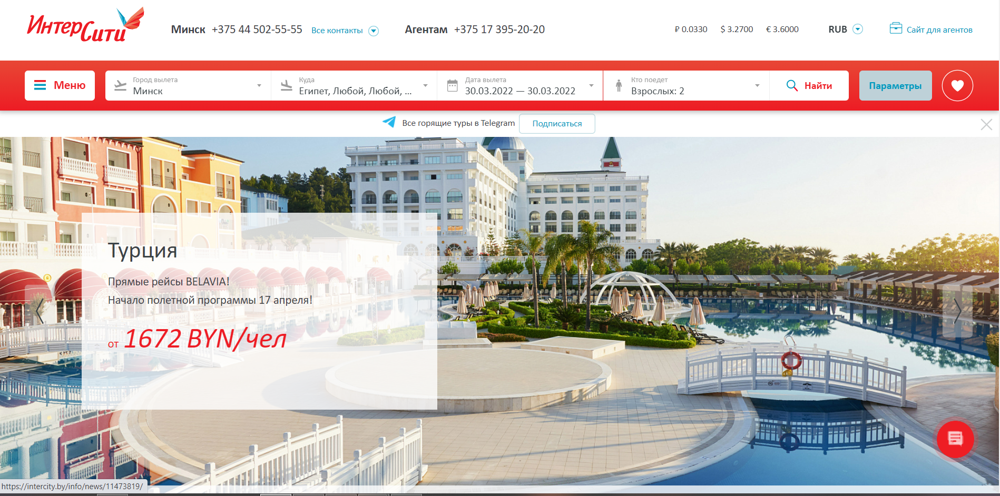 ИнтерСити
Минск +375 44 502-55-55 Все контакты Агентам +375 17 395-20-20 ₽ 0.0330 $ 3.2700 € 3.6000 RUB Сайт для агентов
Меню
Город вылета
Минск
Куда
Египет, Любой, Любой, ...
Дата вылета
30.03.2022 — 30.03.2022
Кто поедет
Взрослых: 2
Найти
Параметры
Все горящие туры в Telegram Подписаться
Турция
Прямые рейсы BELAVIA!
Начало полетной программы 17 апреля!
от 1672 BYN/чел
https://intercity.by/info/news/11473819/